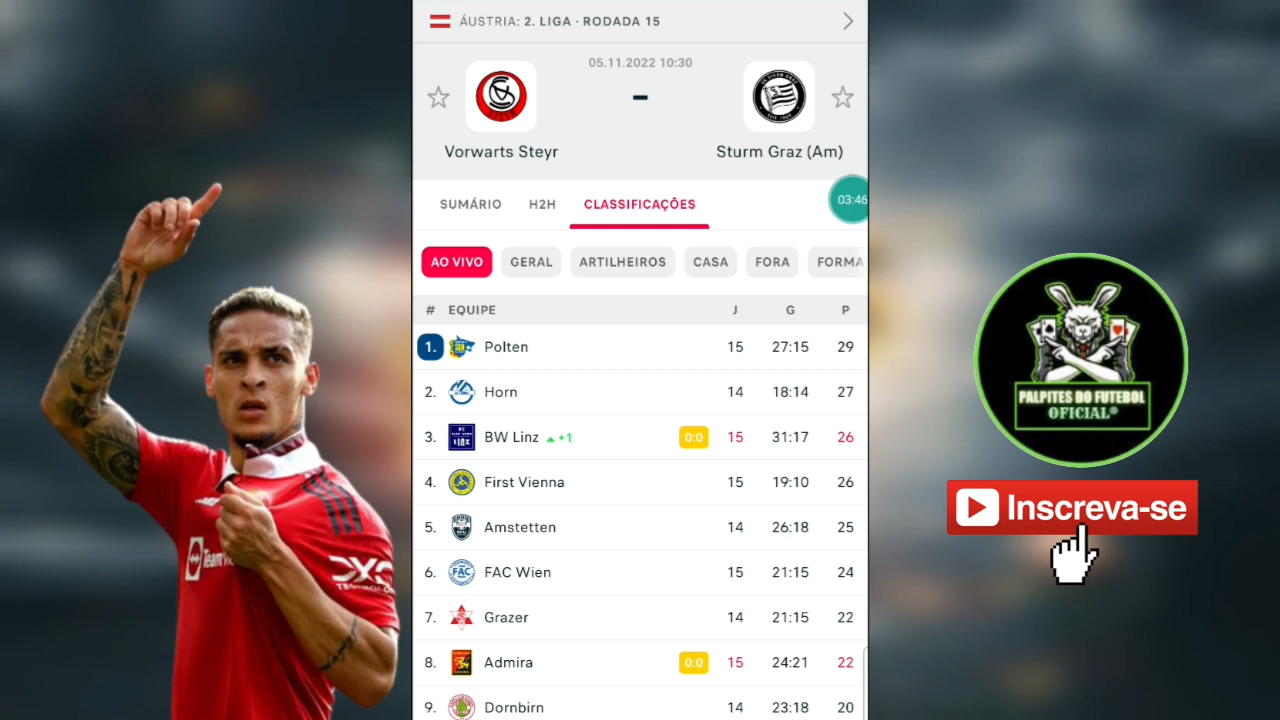 ÁUSTRIA: 2. LIGA · RODADA 15
05.11.2022 10:30
-
Vorwarts Steyr
Sturm Graz (Am)
SUMÁRIO H2H CLASSIFICAÇÕES
03:46
AO VIVO GERAL ARTILHEIROS CASA FORA FORMA
# EQUIPE J G P
1. Polten 15 27:15 29
2. Horn 14 18:14 27
3. BW Linz +1 0:0 15 31:17 26
4. First Vienna 15 19:10 26
5. Amstetten 14 26:18 25
6. FAC Wien 15 21:15 24
7. Grazer 14 21:15 22
8. Admira 0:0 15 24:21 22
9. Dornbirn 14 23:18 20
PALPITES DO FUTEBOL
OFICIAL®
Inscreva-se
FAC